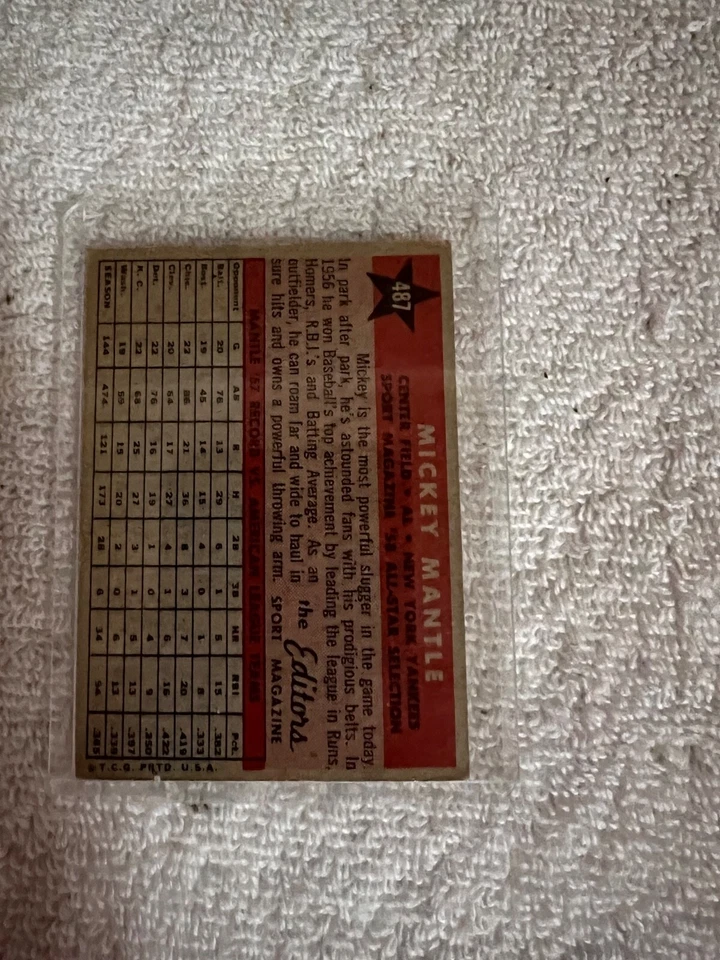 487
MICKEY MANTLE
CENTER FIELD • AL • NEW YORK YANKEES
SPORT MAGAZINE '58 ALL-STAR SELECTION
Mickey is the most powerful slugger in the game today.
In park after park, he's astounded fans with his prodigious belts. In
1956 he won Baseball's top achievement by leading the league in Runs,
Homers, R.B.I.'s and Batting Average. As an
outfielder, he can roam far and wide to haul in
sure hits and owns a powerful throwing arm.
the Editors
SPORT MAGAZINE
MANTLE '57 RECORD VS. AMERICAN LEAGUE TEAMS
Opponent G AB R H 2B 3B HR RBI Pct.
Balt. 20 76 13 29 6 1 5 15 .382
Bost. 19 45 14 15 4 0 1 8 .333
Chic. 22 86 21 36 8 3 7 20 .419
Clev. 20 64 17 27 4 1 6 16 .422
Det. 22 76 16 19 1 0 4 9 .250
K. C. 22 68 25 27 3 1 5 13 .397
Wash. 19 59 15 20 2 0 6 13 .339
SEASON 144 474 121 173 28 6 34 94 .365
© T.C.G. PRTD. U.S.A.